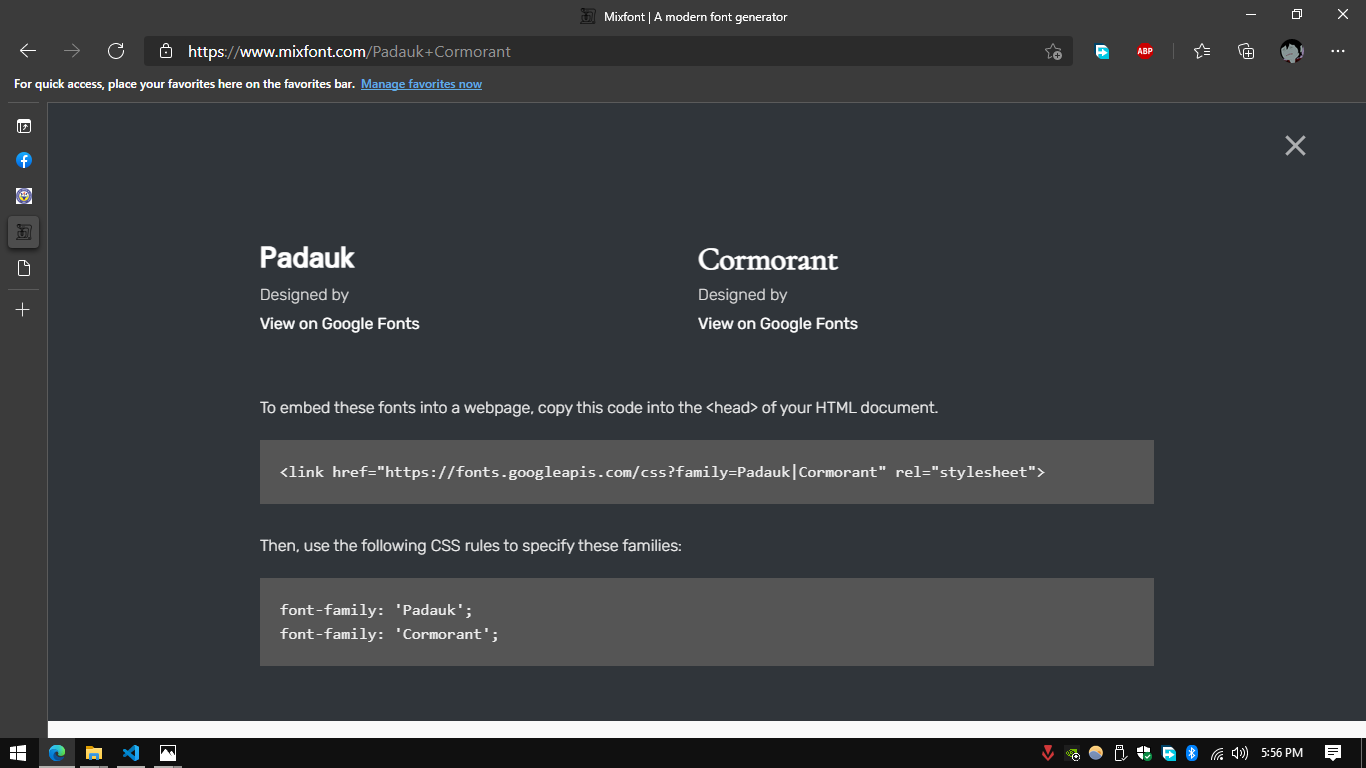 Mixfont | A modern font generator
https://www.mixfont.com/Padauk+Cormorant
ABP
For quick access, place your favorites here on the favorites bar. Manage favorites now
Padauk
Cormorant
Designed by
Designed by
View on Google Fonts
View on Google Fonts
To embed these fonts into a webpage, copy this code into the <head> of your HTML document.
<link href="https://fonts.googleapis.com/css?family=Padauk|Cormorant" rel="stylesheet">
Then, use the following CSS rules to specify these families:
font-family: 'Padauk';
font-family: 'Cormorant';
5:56 PM